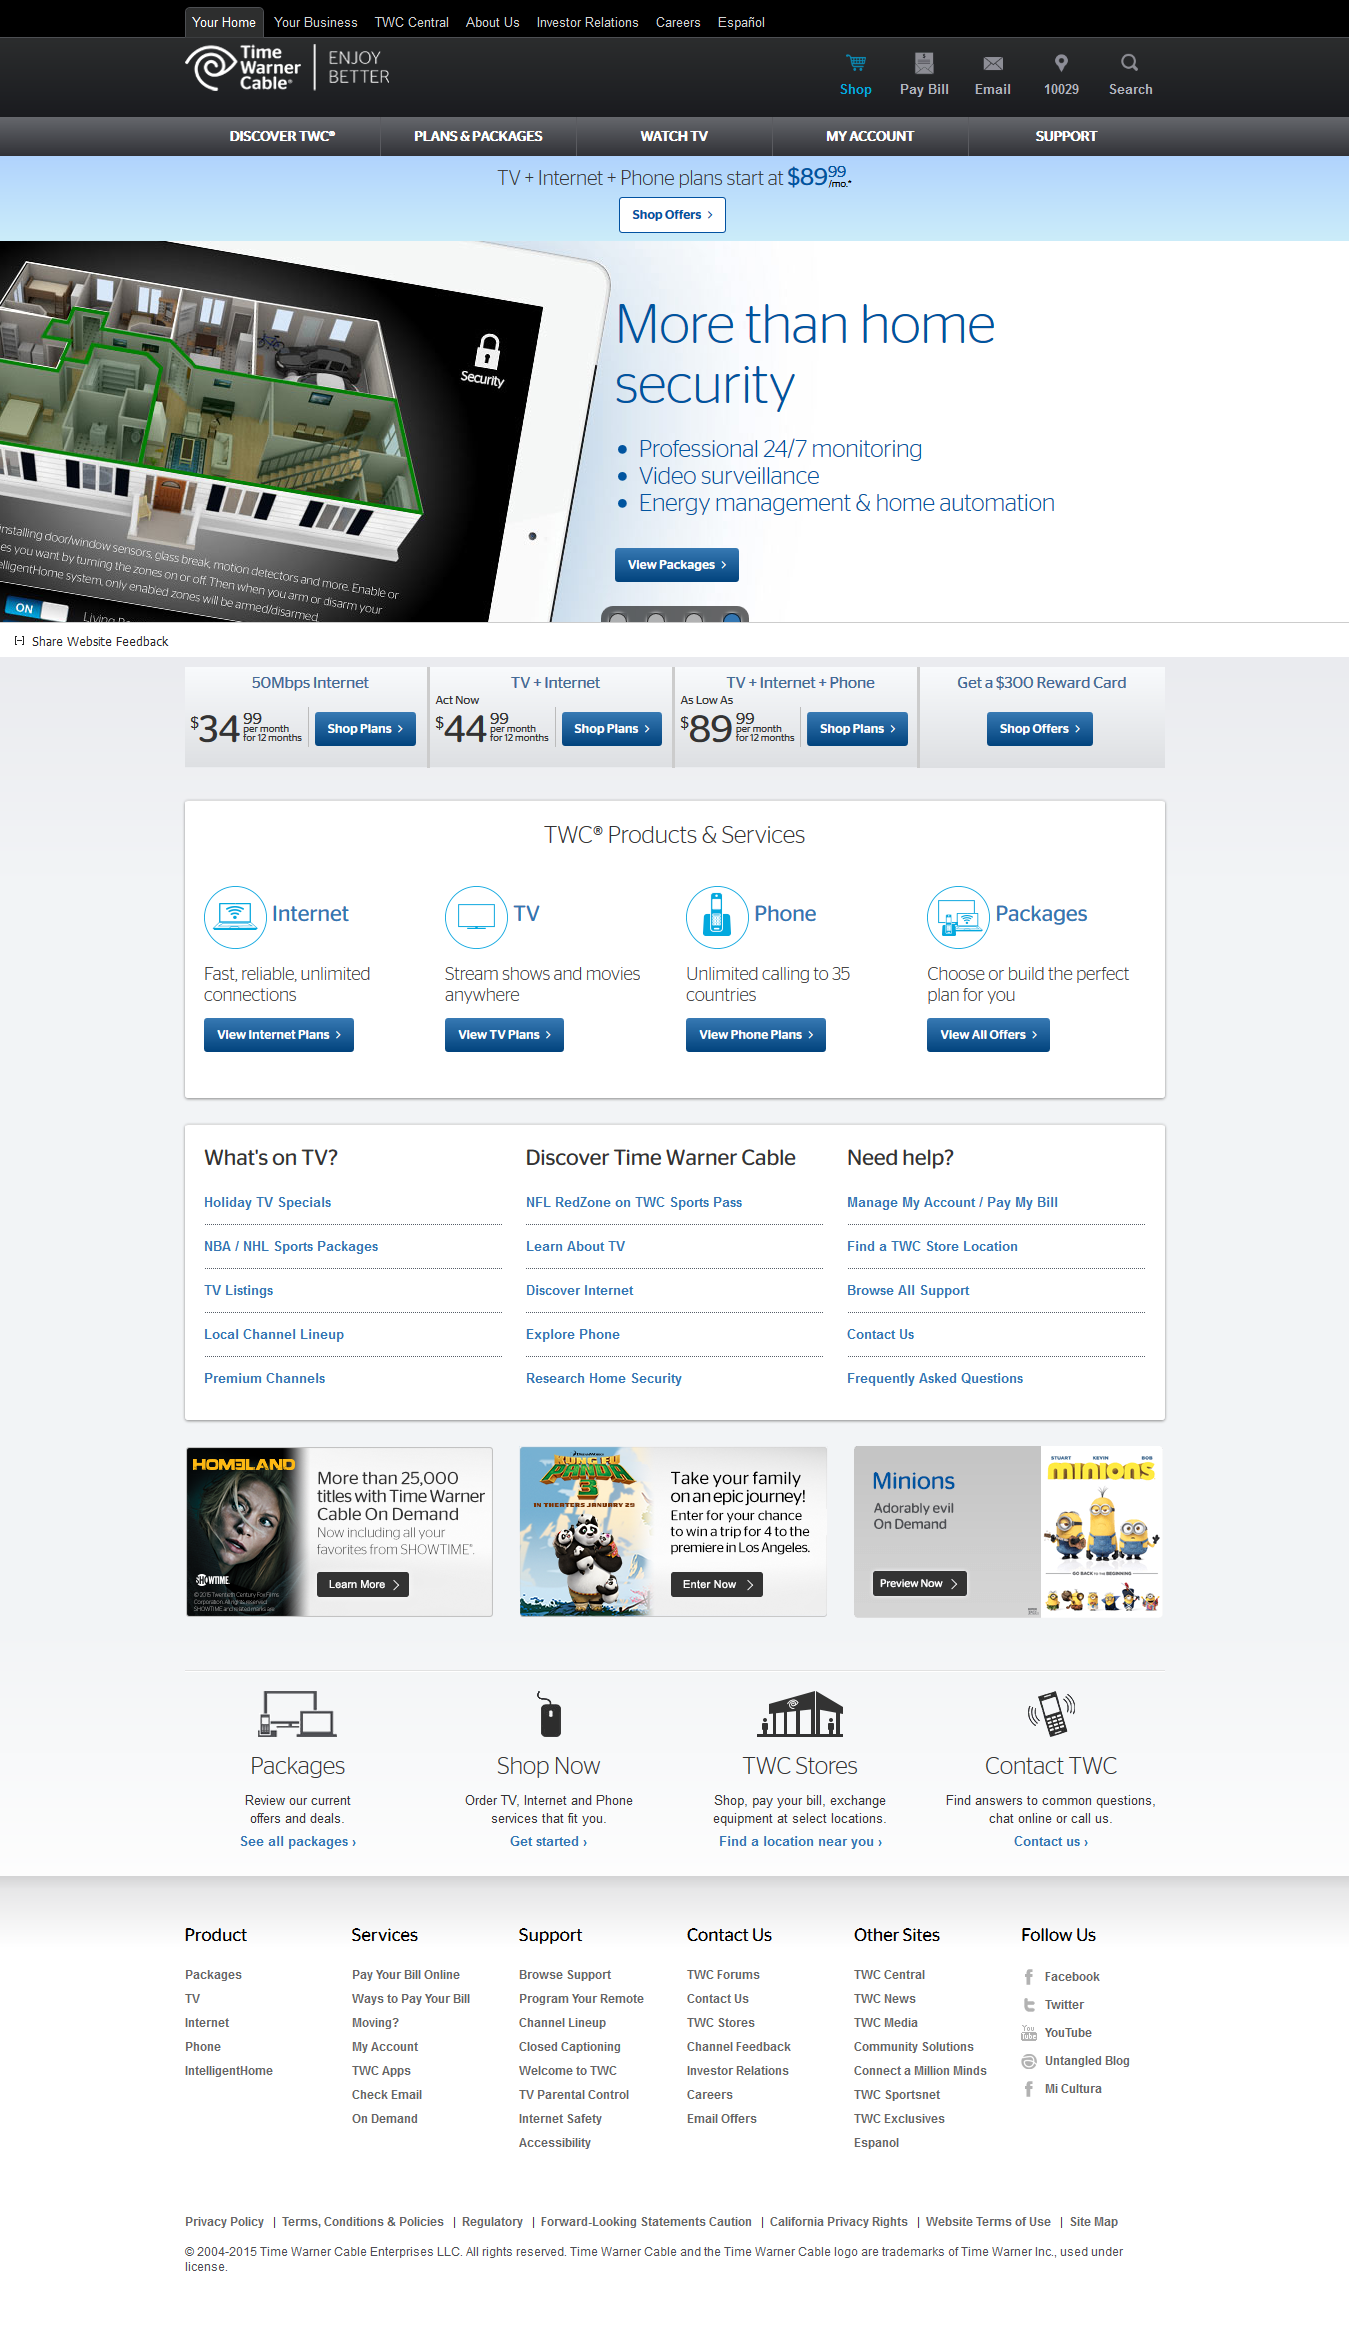 Your Home Your Business TWC Central About Us Investor Relations Careers Español
Time Warner Cable® ENJOY BETTER
Shop Pay Bill Email 10029 Search
DISCOVER TWC® PLANS & PACKAGES WATCH TV MY ACCOUNT SUPPORT
TV + Internet + Phone plans start at $89 99 /mo.*
Shop Offers
Security
More than home
security
• Professional 24/7 monitoring
• Video surveillance
• Energy management & home automation
View Packages
installing door/window sensors, glass break, motion detectors and more. Enable or
es you want by turning the zones on or off. Then when you arm or disarm your
elligentHome system, only enabled zones will be armed/disarmed.
ON
Share Website Feedback
50Mbps Internet
$34 99 per month for 12 months
Shop Plans
TV + Internet
Act Now
$44 99 per month for 12 months
Shop Plans
TV + Internet + Phone
As Low As
$89 99 per month for 12 months
Shop Plans
Get a $300 Reward Card
Shop Offers
TWC® Products & Services
Internet
Fast, reliable, unlimited
connections
View Internet Plans
TV
Stream shows and movies
anywhere
View TV Plans
Phone
Unlimited calling to 35
countries
View Phone Plans
Packages
Choose or build the perfect
plan for you
View All Offers
What's on TV?
Holiday TV Specials
NBA / NHL Sports Packages
TV Listings
Local Channel Lineup
Premium Channels
Discover Time Warner Cable
NFL RedZone on TWC Sports Pass
Learn About TV
Discover Internet
Explore Phone
Research Home Security
Need help?
Manage My Account / Pay My Bill
Find a TWC Store Location
Browse All Support
Contact Us
Frequently Asked Questions
HOMELAND
SHOWTIME
© 2015 Twentieth Century Fox Film
Corporation. All rights reserved
SHOWTIME and related marks are
More than 25,000
titles with Time Warner
Cable On Demand
Now including all your
favorites from SHOWTIME®.
Learn More
KUNG FU
PANDA
3
IN THEATERS JANUARY 29
Take your family
on an epic journey!
Enter for your chance
to win a trip for 4 to the
premiere in Los Angeles.
Enter Now
Minions
Adorably evil
On Demand
Preview Now
STUART KEVIN BOB
minions
GO BACK TO THE BEGINNING
Packages
Review our current
offers and deals.
See all packages ›
Shop Now
Order TV, Internet and Phone
services that fit you.
Get started ›
TWC Stores
Shop, pay your bill, exchange
equipment at select locations.
Find a location near you ›
Contact TWC
Find answers to common questions,
chat online or call us.
Contact us ›
Product
Packages
TV
Internet
Phone
IntelligentHome
Services
Pay Your Bill Online
Ways to Pay Your Bill
Moving?
My Account
TWC Apps
Check Email
On Demand
Support
Browse Support
Program Your Remote
Channel Lineup
Closed Captioning
Welcome to TWC
TV Parental Control
Internet Safety
Accessibility
Contact Us
TWC Forums
Contact Us
TWC Stores
Channel Feedback
Investor Relations
Careers
Email Offers
Other Sites
TWC Central
TWC News
TWC Media
Community Solutions
Connect a Million Minds
TWC Sportsnet
TWC Exclusives
Espanol
Follow Us
Facebook
Twitter
YouTube
Untangled Blog
Mi Cultura
Privacy Policy | Terms, Conditions & Policies | Regulatory | Forward-Looking Statements Caution | California Privacy Rights | Website Terms of Use | Site Map
© 2004-2015 Time Warner Cable Enterprises LLC. All rights reserved. Time Warner Cable and the Time Warner Cable logo are trademarks of Time Warner Inc., used under
license.